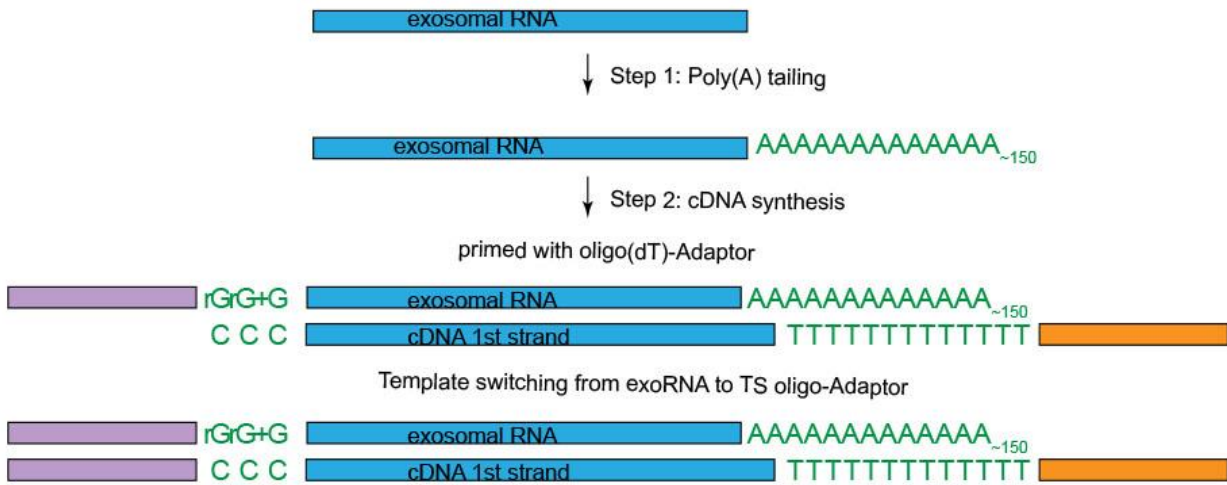 exosomal RNA
Step 1: Poly(A) tailing
exosomal RNA AAAAAAAAAAAAA~150
Step 2: cDNA synthesis
primed with oligo(dT)-Adaptor
rGrG+G exosomal RNA AAAAAAAAAAAAA~150
C C C cDNA 1st strand TTTTTTTTTTTTT
Template switching from exoRNA to TS oligo-Adaptor
rGrG+G exosomal RNA AAAAAAAAAAAAA~150
C C C cDNA 1st strand TTTTTTTTTTTTT